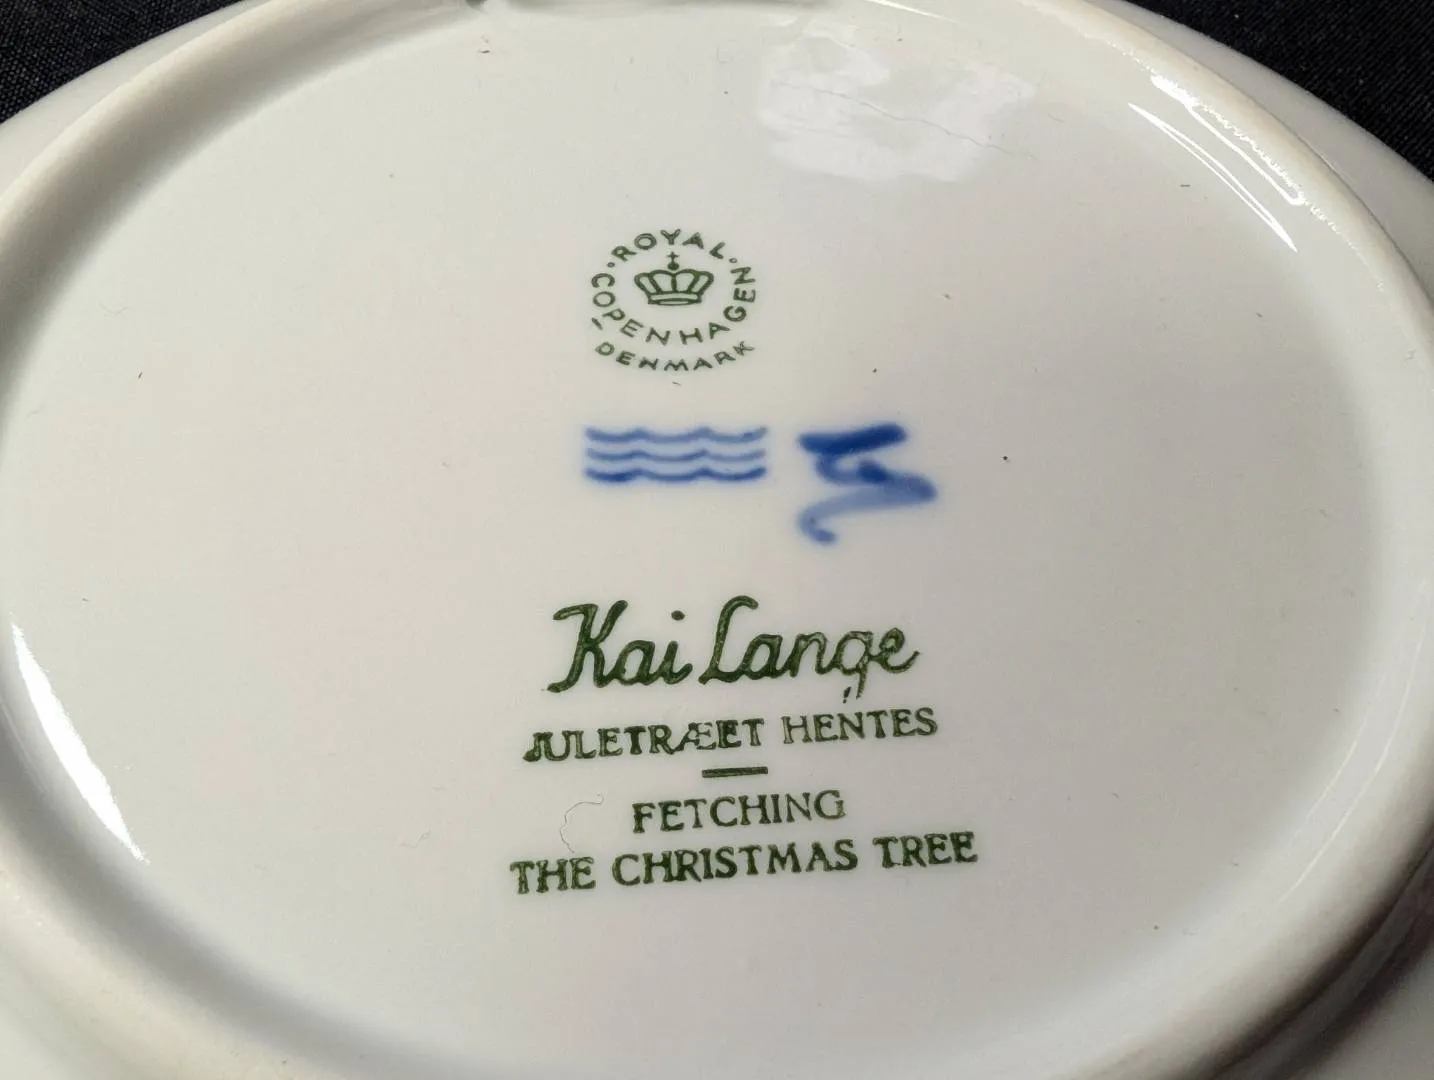 ROYAL
COPENHAGEN
DENMARK
Kai Lange
JULETRÆET HENTES
FETCHING
THE CHRISTMAS TREE